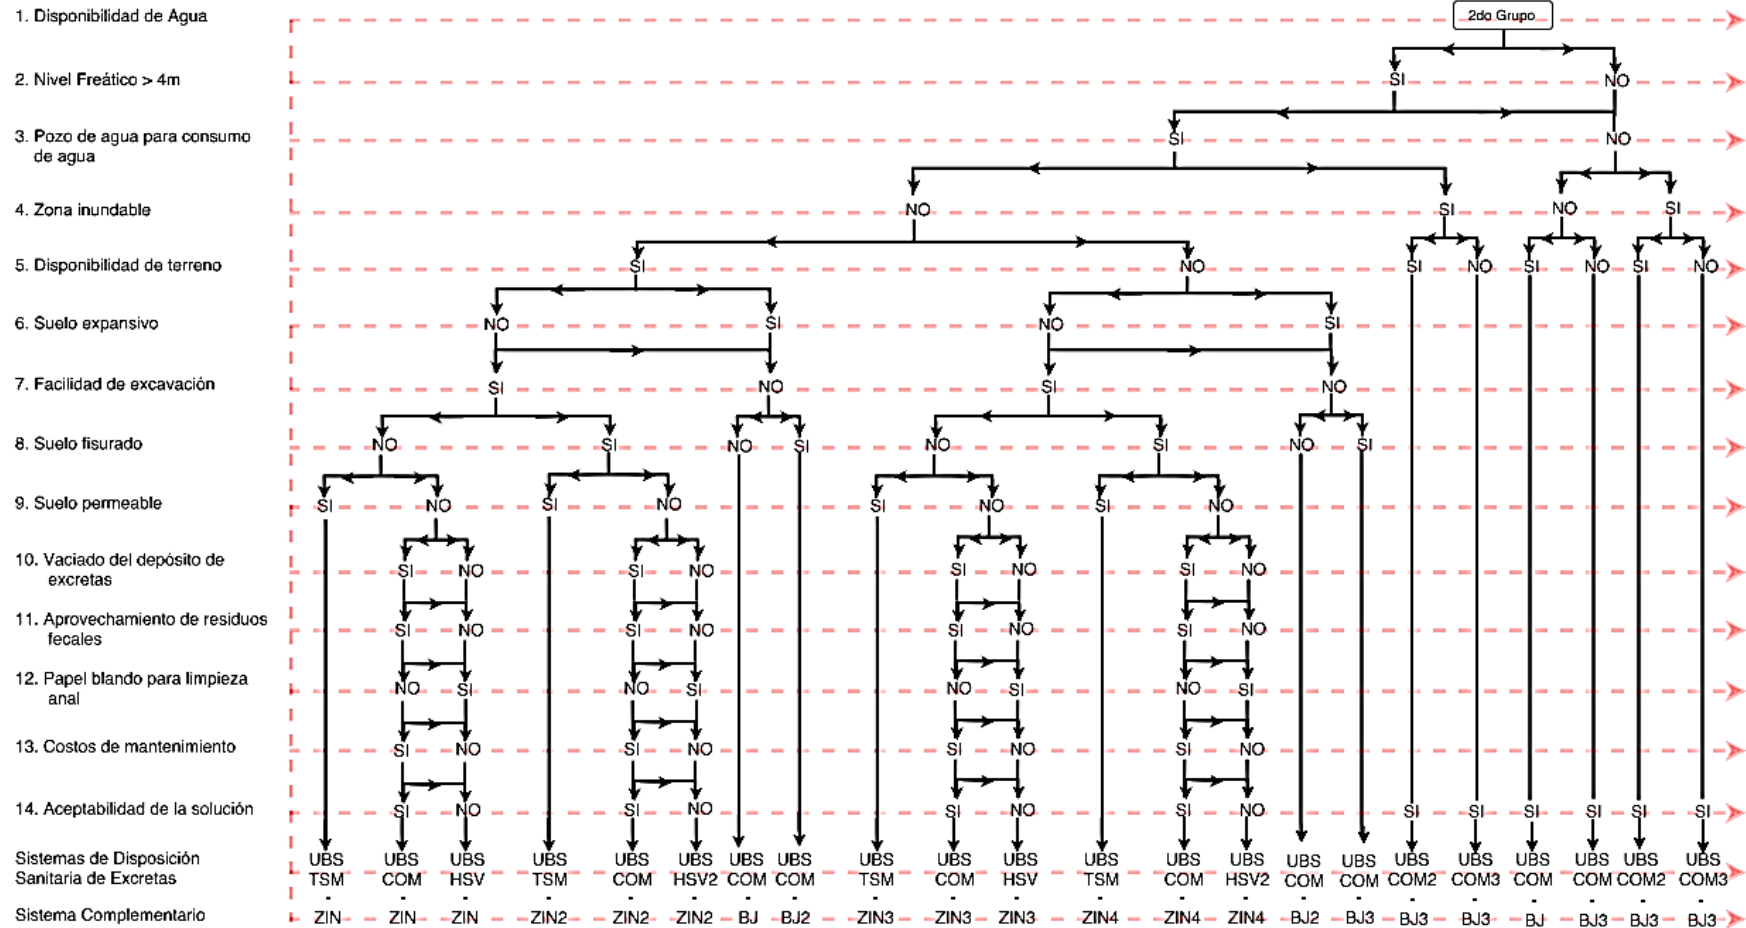 1. Disponibilidad de Agua
2do Grupo
2. Nivel Freático > 4m
SI NO
3. Pozo de agua para consumo
de agua
SI NO
4. Zona inundable
NO SI NO SI
5. Disponibilidad de terreno
SI NO SI NO SI NO SI NO
6. Suelo expansivo
NO SI NO SI
7. Facilidad de excavación
SI NO SI NO
8. Suelo fisurado
NO SI NO SI NO SI NO SI
9. Suelo permeable
SI NO SI NO SI NO SI NO
10. Vaciado del depósito de
excretas
SI NO SI NO SI NO SI NO
11. Aprovechamiento de residuos
fecales
SI NO SI NO SI NO SI NO
12. Papel blando para limpieza
anal
NO SI NO SI NO SI NO SI
13. Costos de mantenimiento
SI NO SI NO SI NO SI NO
14. Aceptabilidad de la solución
SI NO SI NO SI NO SI NO SI SI SI SI SI SI
Sistemas de Disposición
Sanitaria de Excretas
UBS UBS UBS UBS UBS UBS UBS UBS UBS UBS UBS UBS UBS UBS UBS UBS UBS UBS UBS UBS UBS UBS
TSM COM HSV TSM COM HSV2 COM COM TSM COM HSV TSM COM HSV2 COM COM COM2 COM3 COM COM COM2 COM3
- - - - - - - - - - - - - - - - - - - - - -
Sistema Complementario
ZIN ZIN ZIN ZIN2 ZIN2 ZIN2 BJ BJ2 ZIN3 ZIN3 ZIN3 ZIN4 ZIN4 ZIN4 BJ2 BJ3 BJ3 BJ3 BJ BJ3 BJ3 BJ3